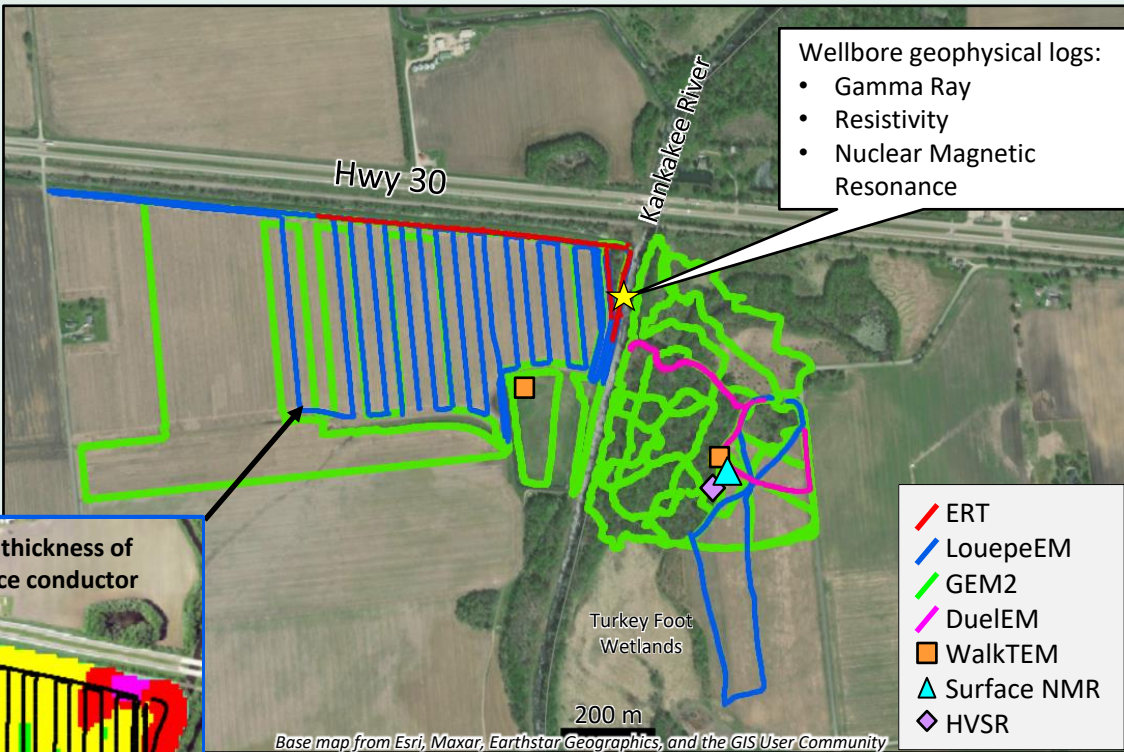 Wellbore geophysical logs:
• Gamma Ray
• Resistivity
• Nuclear Magnetic
Resonance
Kankakee River
Hwy 30
thickness of
ce conductor
Turkey Foot
Wetlands
200 m
ERT
LouepeEM
GEM2
DuelEM
WalkTEM
Surface NMR
HVSR
Base map from Esri, Maxar, Earthstar Geographics, and the GIS User Community